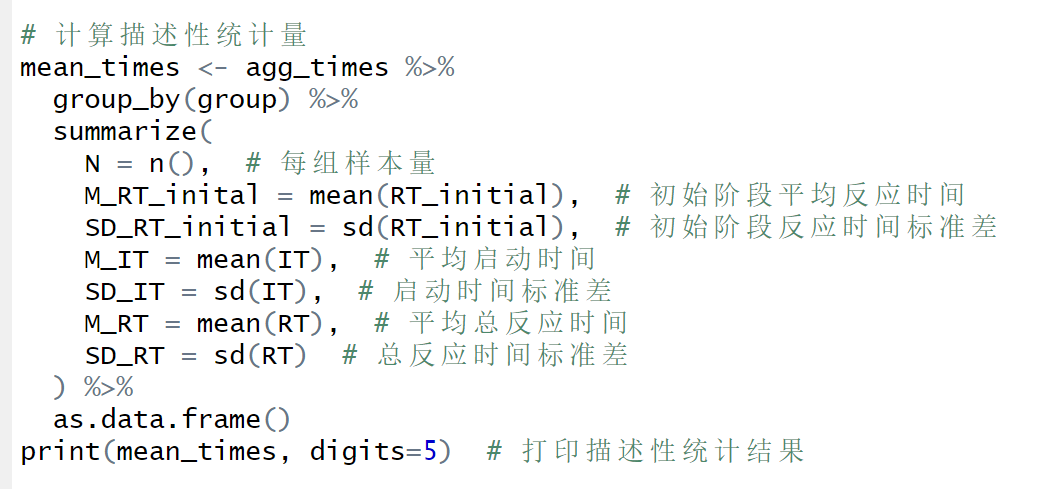 # 计算描述性统计量
mean_times <- agg_times %>%
  group_by(group) %>%
  summarize(
    N = n(),  # 每组样本量
    M_RT_inital = mean(RT_initial),  # 初始阶段平均反应时间
    SD_RT_initial = sd(RT_initial),  # 初始阶段反应时间标准差
    M_IT = mean(IT),  # 平均启动时间
    SD_IT = sd(IT),  # 启动时间标准差
    M_RT = mean(RT),  # 平均总反应时间
    SD_RT = sd(RT)  # 总反应时间标准差
  ) %>%
  as.data.frame()
print(mean_times, digits=5)  # 打印描述性统计结果